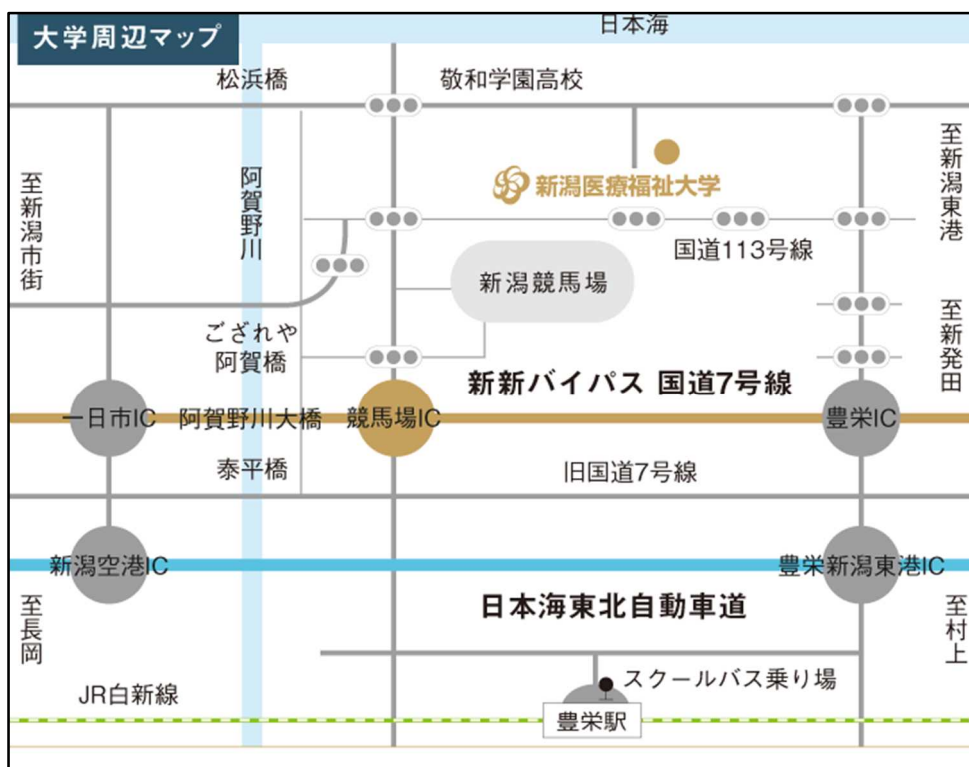 大学周辺マップ
日本海
松浜橋
敬和学園高校
至新潟東港
至新潟市街
阿賀野川
新潟医療福祉大学
国道113号線
新潟競馬場
至新発田
ござれや
阿賀橋
新新バイパス 国道7号線
一日市IC
阿賀野川大橋
競馬場IC
豊栄IC
泰平橋
旧国道7号線
新潟空港IC
豊栄新潟東港IC
日本海東北自動車道
至長岡
至村上
JR白新線
スクールバス乗り場
豊栄駅